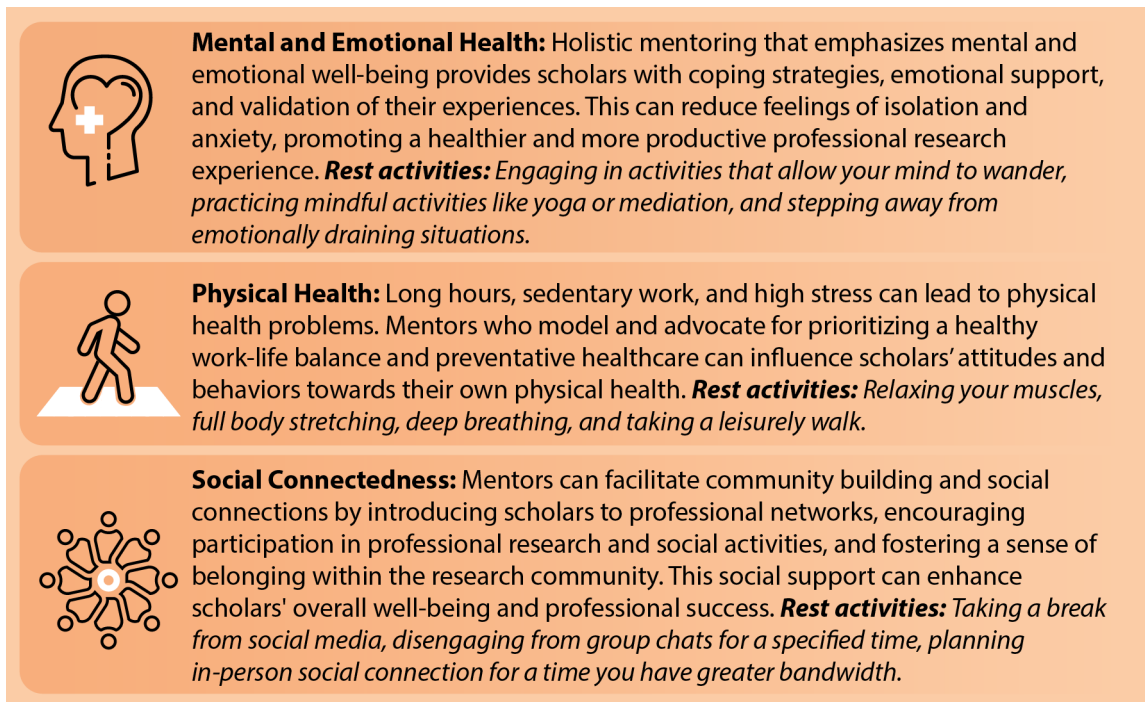 Mental and Emotional Health: Holistic mentoring that emphasizes mental and
emotional well-being provides scholars with coping strategies, emotional support,
and validation of their experiences. This can reduce feelings of isolation and
anxiety, promoting a healthier and more productive professional research
experience. Rest activities: Engaging in activities that allow your mind to wander,
practicing mindful activities like yoga or mediation, and stepping away from
emotionally draining situations.
Physical Health: Long hours, sedentary work, and high stress can lead to physical
health problems. Mentors who model and advocate for prioritizing a healthy
work-life balance and preventative healthcare can influence scholars’ attitudes and
behaviors towards their own physical health. Rest activities: Relaxing your muscles,
full body stretching, deep breathing, and taking a leisurely walk.
Social Connectedness: Mentors can facilitate community building and social
connections by introducing scholars to professional networks, encouraging
participation in professional research and social activities, and fostering a sense of
belonging within the research community. This social support can enhance
scholars' overall well-being and professional success. Rest activities: Taking a break
from social media, disengaging from group chats for a specified time, planning
in-person social connection for a time you have greater bandwidth.